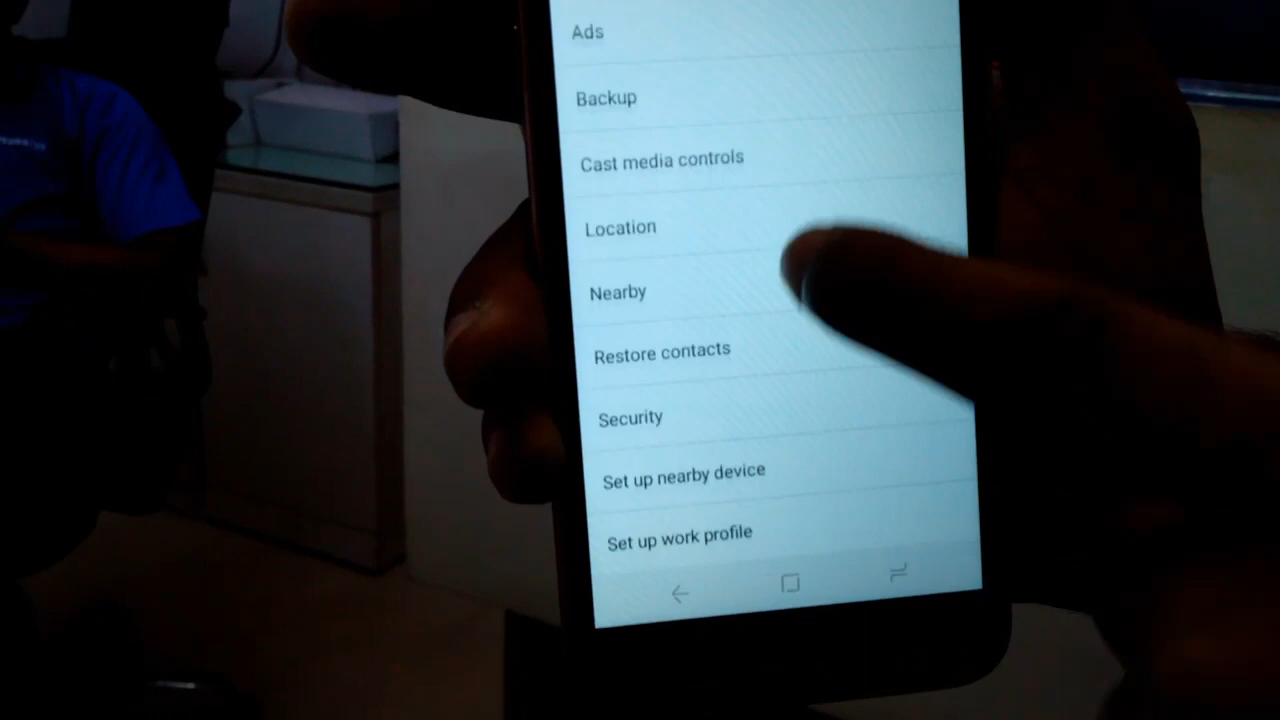 Ads
Backup
Cast media controls
Location
Nearby
Restore contacts
Security
Set up nearby device
Set up work profile